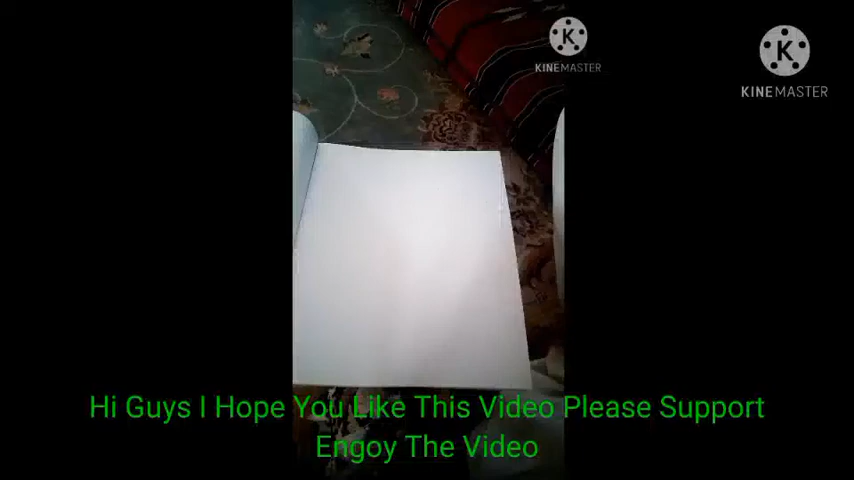 KINEMASTER
KINEMASTER
Hi Guys I Hope You Like This Video Please Support
Engoy The Video